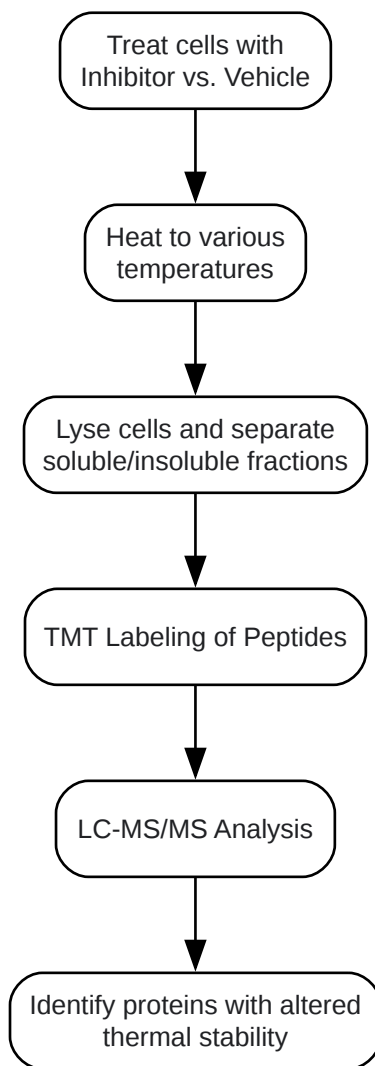 Treat cells with
Inhibitor vs. Vehicle
Heat to various
temperatures
Lyse cells and separate
soluble/insoluble fractions
TMT Labeling of Peptides
LC-MS/MS Analysis
Identify proteins with altered
thermal stability